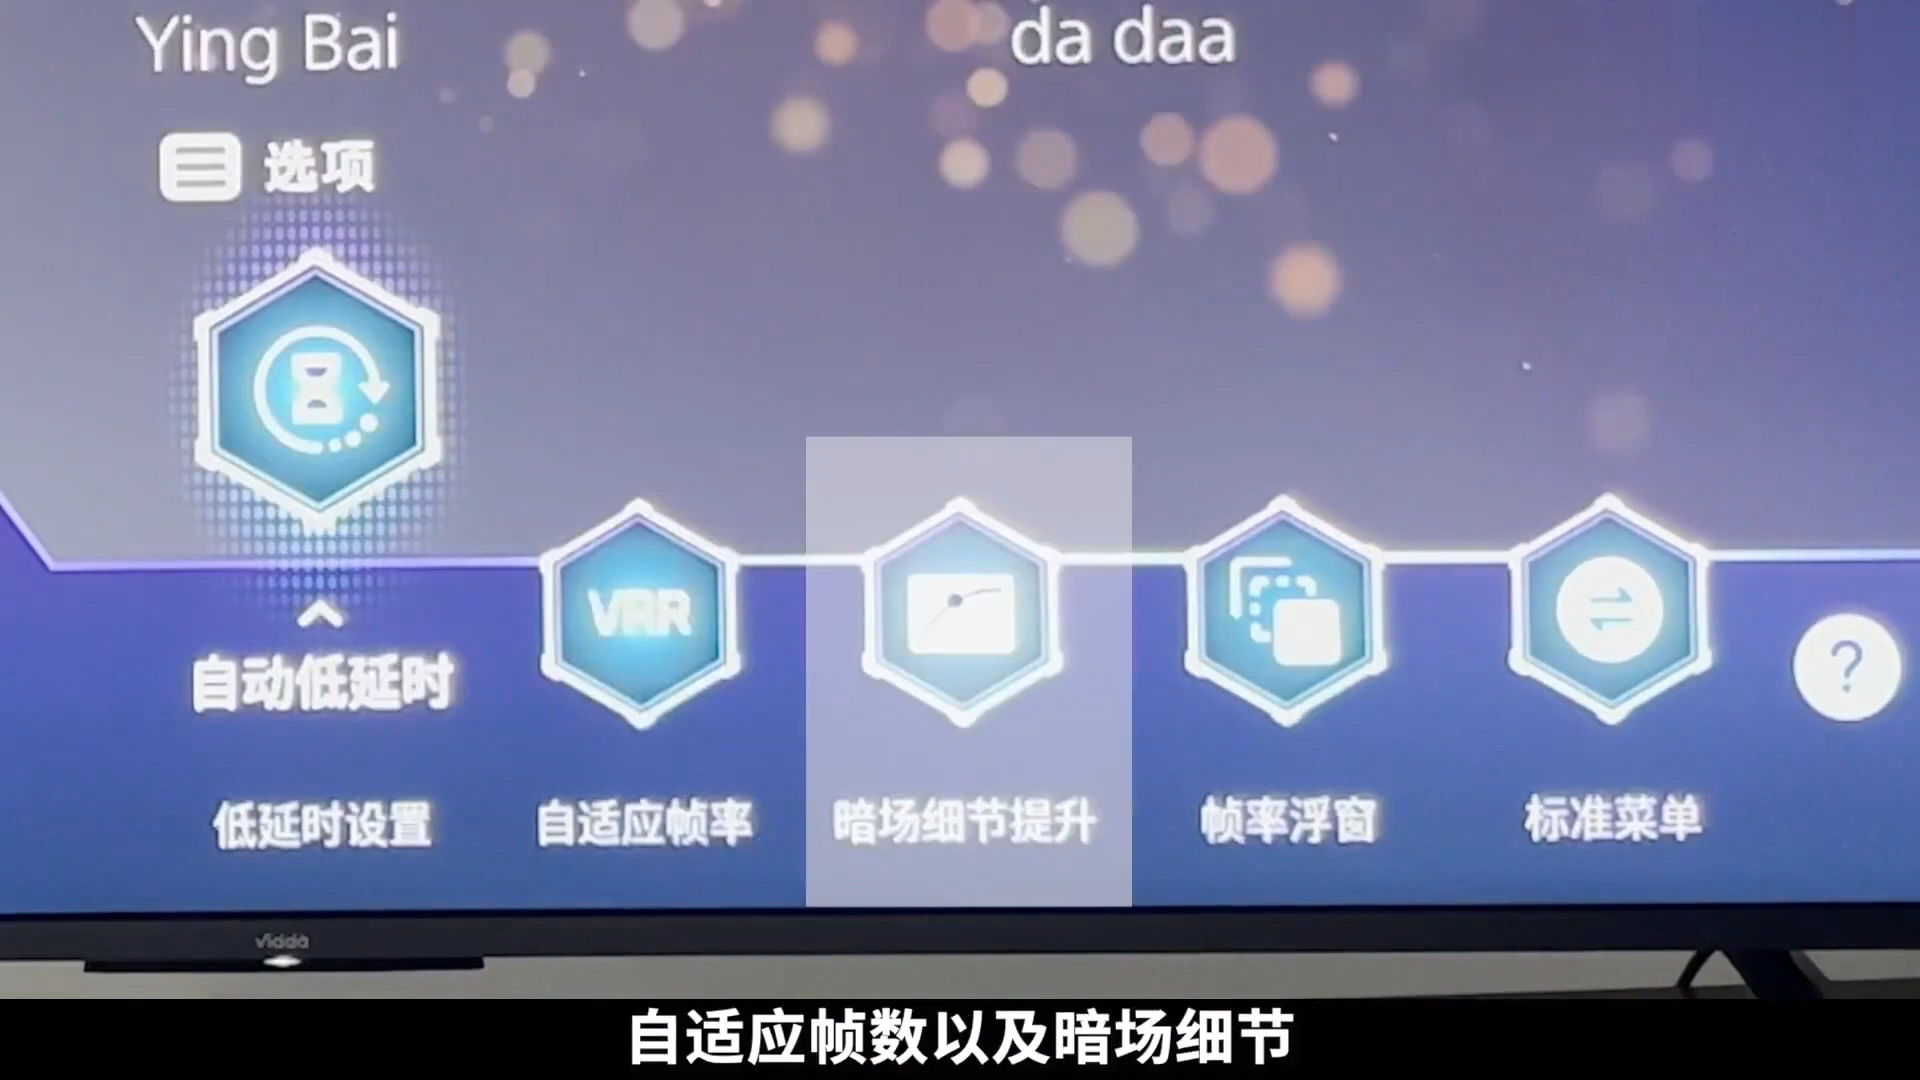 Ying Bai
da daa
选项
VRR
自动低延时
低延时设置
自适应帧率
暗场细节提升
帧率浮窗
标准菜单
?
Vidda
自适应帧数以及暗场细节